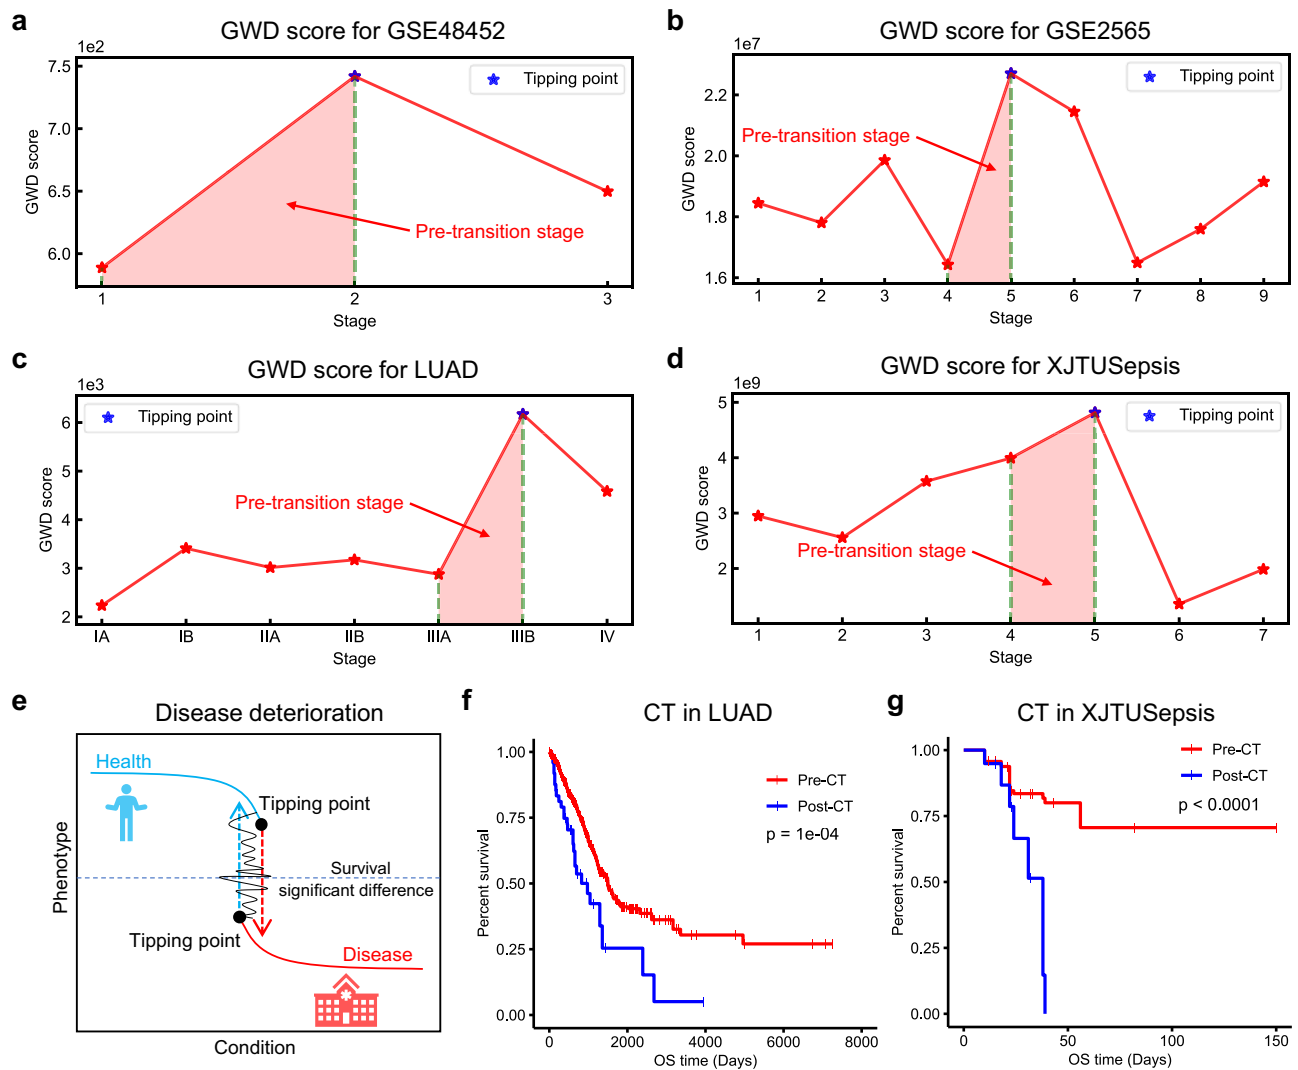 a
GWD score for GSE48452
1e2
7.5
7.0
6.5
6.0
GWD score
Tipping point
Pre-transition stage
1
2
3
Stage
b
GWD score for GSE2565
1e7
2.2
2.0
1.8
1.6
GWD score
Tipping point
Pre-transition stage
1
2
3
4
5
6
7
8
9
Stage
c
GWD score for LUAD
1e3
6
5
4
3
2
GWD score
Tipping point
Pre-transition stage
IA
IB
IIA
IIB
IIIA
IIIB
IV
Stage
d
GWD score for XJTUSepsis
1e9
5
4
3
2
GWD score
Tipping point
Pre-transition stage
1
2
3
4
5
6
7
Stage
e
Disease deterioration
Phenotype
Health
Tipping point
Survival
significant difference
Tipping point
Disease
Condition
f
CT in LUAD
1.00
0.75
0.50
0.25
0.00
Percent survival
Pre-CT
Post-CT
p = 1e-04
0
2000
4000
6000
8000
OS time (Days)
g
CT in XJTUSepsis
1.00
0.75
0.50
0.25
0.00
Percent survival
Pre-CT
Post-CT
p < 0.0001
0
50
100
150
OS time (Days)